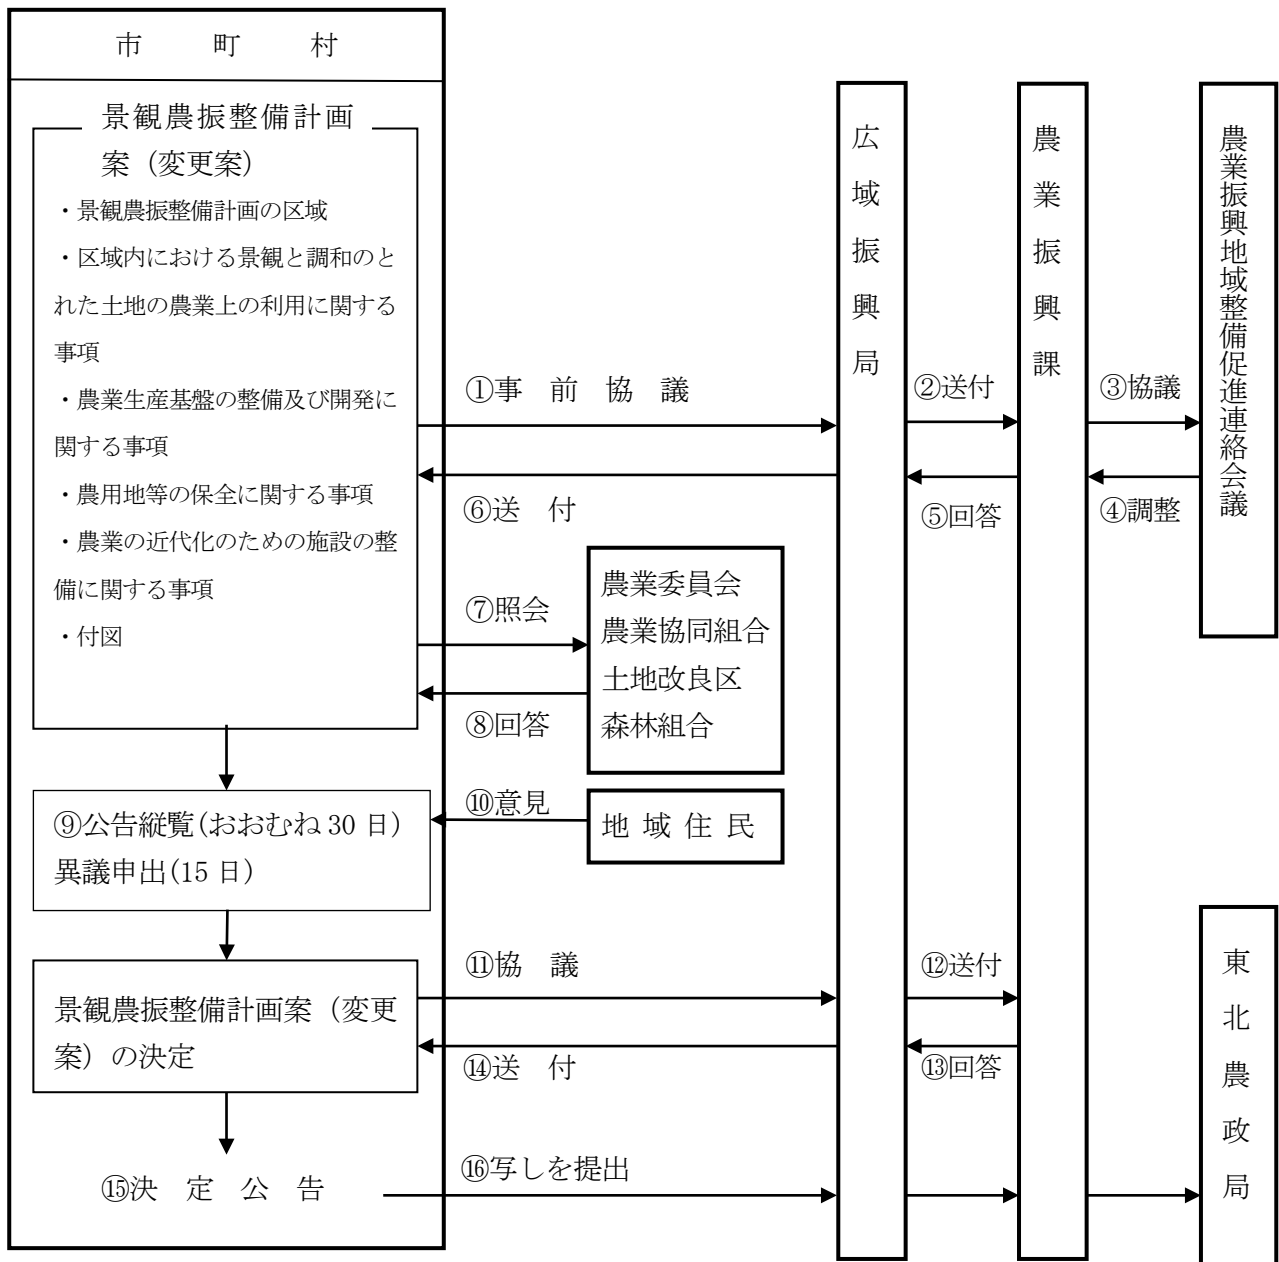 市 町 村
景観農振整備計画
案（変更案）
・景観農振整備計画の区域
・区域内における景観と調和のと
れた土地の農業上の利用に関する
事項
・農業生産基盤の整備及び開発に
関する事項
・農用地等の保全に関する事項
・農業の近代化のための施設の整
備に関する事項
・付図
①事 前 協 議
⑥送 付
②送付
⑤回答
③協議
④調整
広域振興局
農業振興課
農業振興地域整備促進連絡会議
⑦照会
⑧回答
農業委員会
農業協同組合
土地改良区
森林組合
⑨公告縦覧(おおむね 30 日)
異議申出(15 日)
⑩意見
地 域 住 民
景観農振整備計画案（変更
案）の決定
⑪協 議
⑭送 付
⑫送付
⑬回答
⑮決 定 公 告
⑯写しを提出
東北農政局